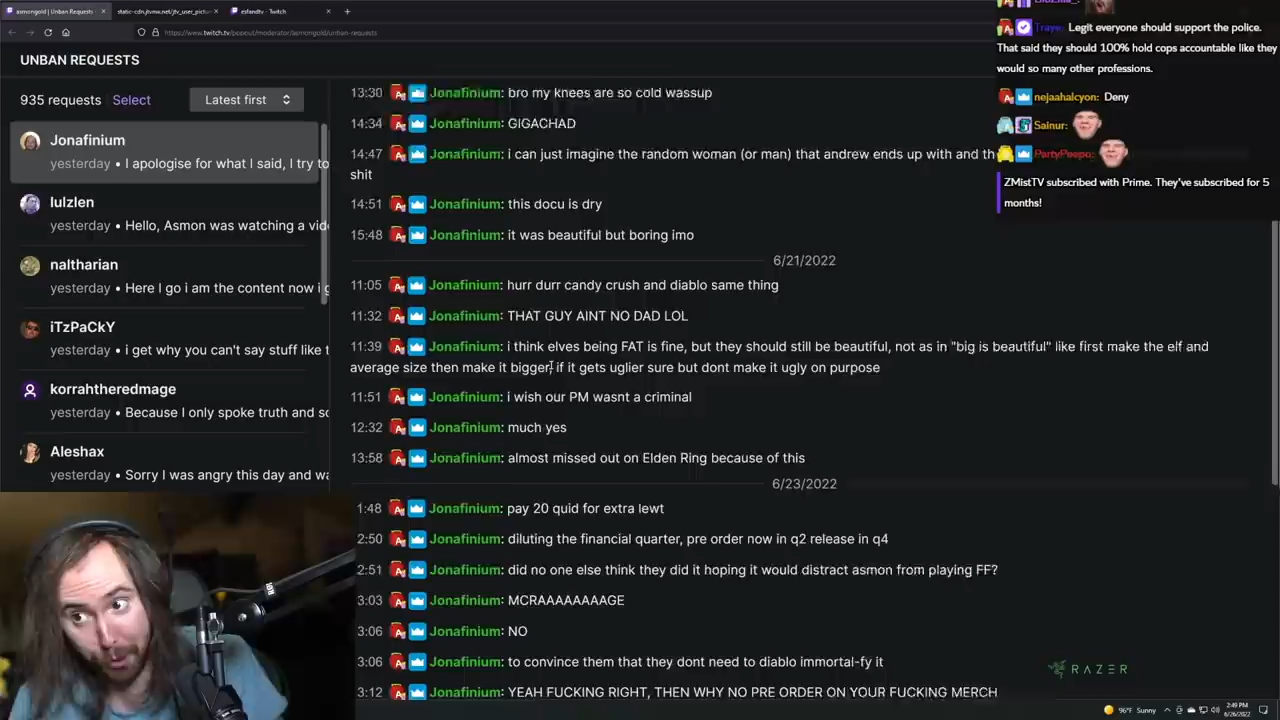 asmongold | Unban Requests
static-cdn.jtvnw.net/jtv_user_pictur
esfandtv - Twitch
https://www.twitch.tv/popout/moderator/asmongold/unban-requests
UNBAN REQUESTS
935 requests Select Latest first
Jonafinium
yesterday • I apologise for what I said, I try to
lulzlen
yesterday • Hello, Asmon was watching a vid
naltharian
yesterday • Here I go i am the content now i g
iTzPaCkY
yesterday • i get why you can't say stuff like t
korrahtheredmage
yesterday • Because I only spoke truth and so
Aleshax
yesterday • Sorry I was angry this day and wa
13:30 Jonafinium: bro my knees are so cold wassup
14:34 Jonafinium: GIGACHAD
14:47 Jonafinium: i can just imagine the random woman (or man) that andrew ends up with and the
shit
14:51 Jonafinium: this docu is dry
15:48 Jonafinium: it was beautiful but boring imo
6/21/2022
11:05 Jonafinium: hurr durr candy crush and diablo same thing
11:32 Jonafinium: THAT GUY AINT NO DAD LOL
11:39 Jonafinium: i think elves being FAT is fine, but they should still be beautiful, not as in "big is beautiful" like first make the elf and
average size then make it bigger, if it gets uglier sure but dont make it ugly on purpose
11:51 Jonafinium: i wish our PM wasnt a criminal
12:32 Jonafinium: much yes
13:58 Jonafinium: almost missed out on Elden Ring because of this
6/23/2022
1:48 Jonafinium: pay 20 quid for extra lewt
2:50 Jonafinium: diluting the financial quarter, pre order now in q2 release in q4
2:51 Jonafinium: did no one else think they did it hoping it would distract asmon from playing FF?
3:03 Jonafinium: MCRAAAAAAAGE
3:06 Jonafinium: NO
3:06 Jonafinium: to convince them that they dont need to diablo immortal-fy it
3:12 Jonafinium: YEAH FUCKING RIGHT, THEN WHY NO PRE ORDER ON YOUR FUCKING MERCH
Legit everyone should support the police.
That said they should 100% hold cops accountable like they
would so many other professions.
nejaahalcyon: Deny
Sainur:
PartyPeepo:
ZMistTV subscribed with Prime. They've subscribed for 5
months!
RAZER
96°F Sunny
2:49 PM
6/26/2022